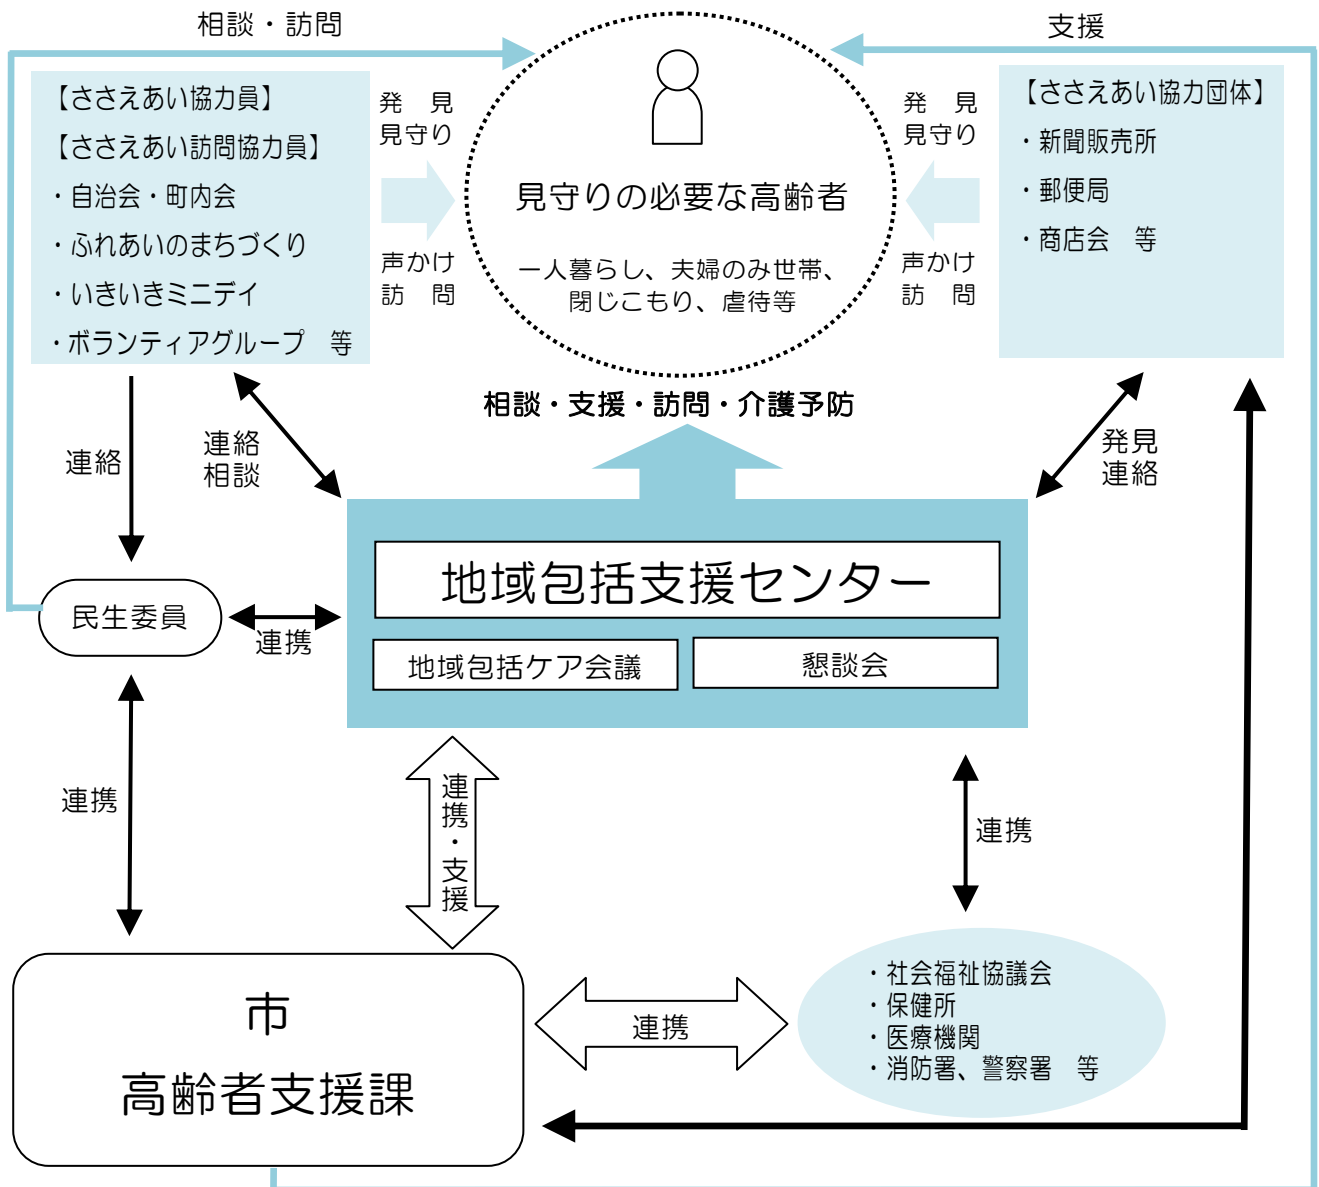 相談・訪問
支援
【ささえあい協力員】
【ささえあい訪問協力員】
・自治会・町内会
・ふれあいのまちづくり
・いきいきミニデイ
・ボランティアグループ　等
発　見
見守り
声かけ
訪　問
見守りの必要な高齢者
一人暮らし、夫婦のみ世帯、
閉じこもり、虐待等
発　見
見守り
声かけ
訪　問
【ささえあい協力団体】
・新聞販売所
・郵便局
・商店会　等
相談・支援・訪問・介護予防
連絡
連絡
相談
発見
連絡
地域包括支援センター
地域包括ケア会議
懇談会
民生委員
連携
連携
連携・支援
連携
市
高齢者支援課
連携
・社会福祉協議会
・保健所
・医療機関
・消防署、警察署　等